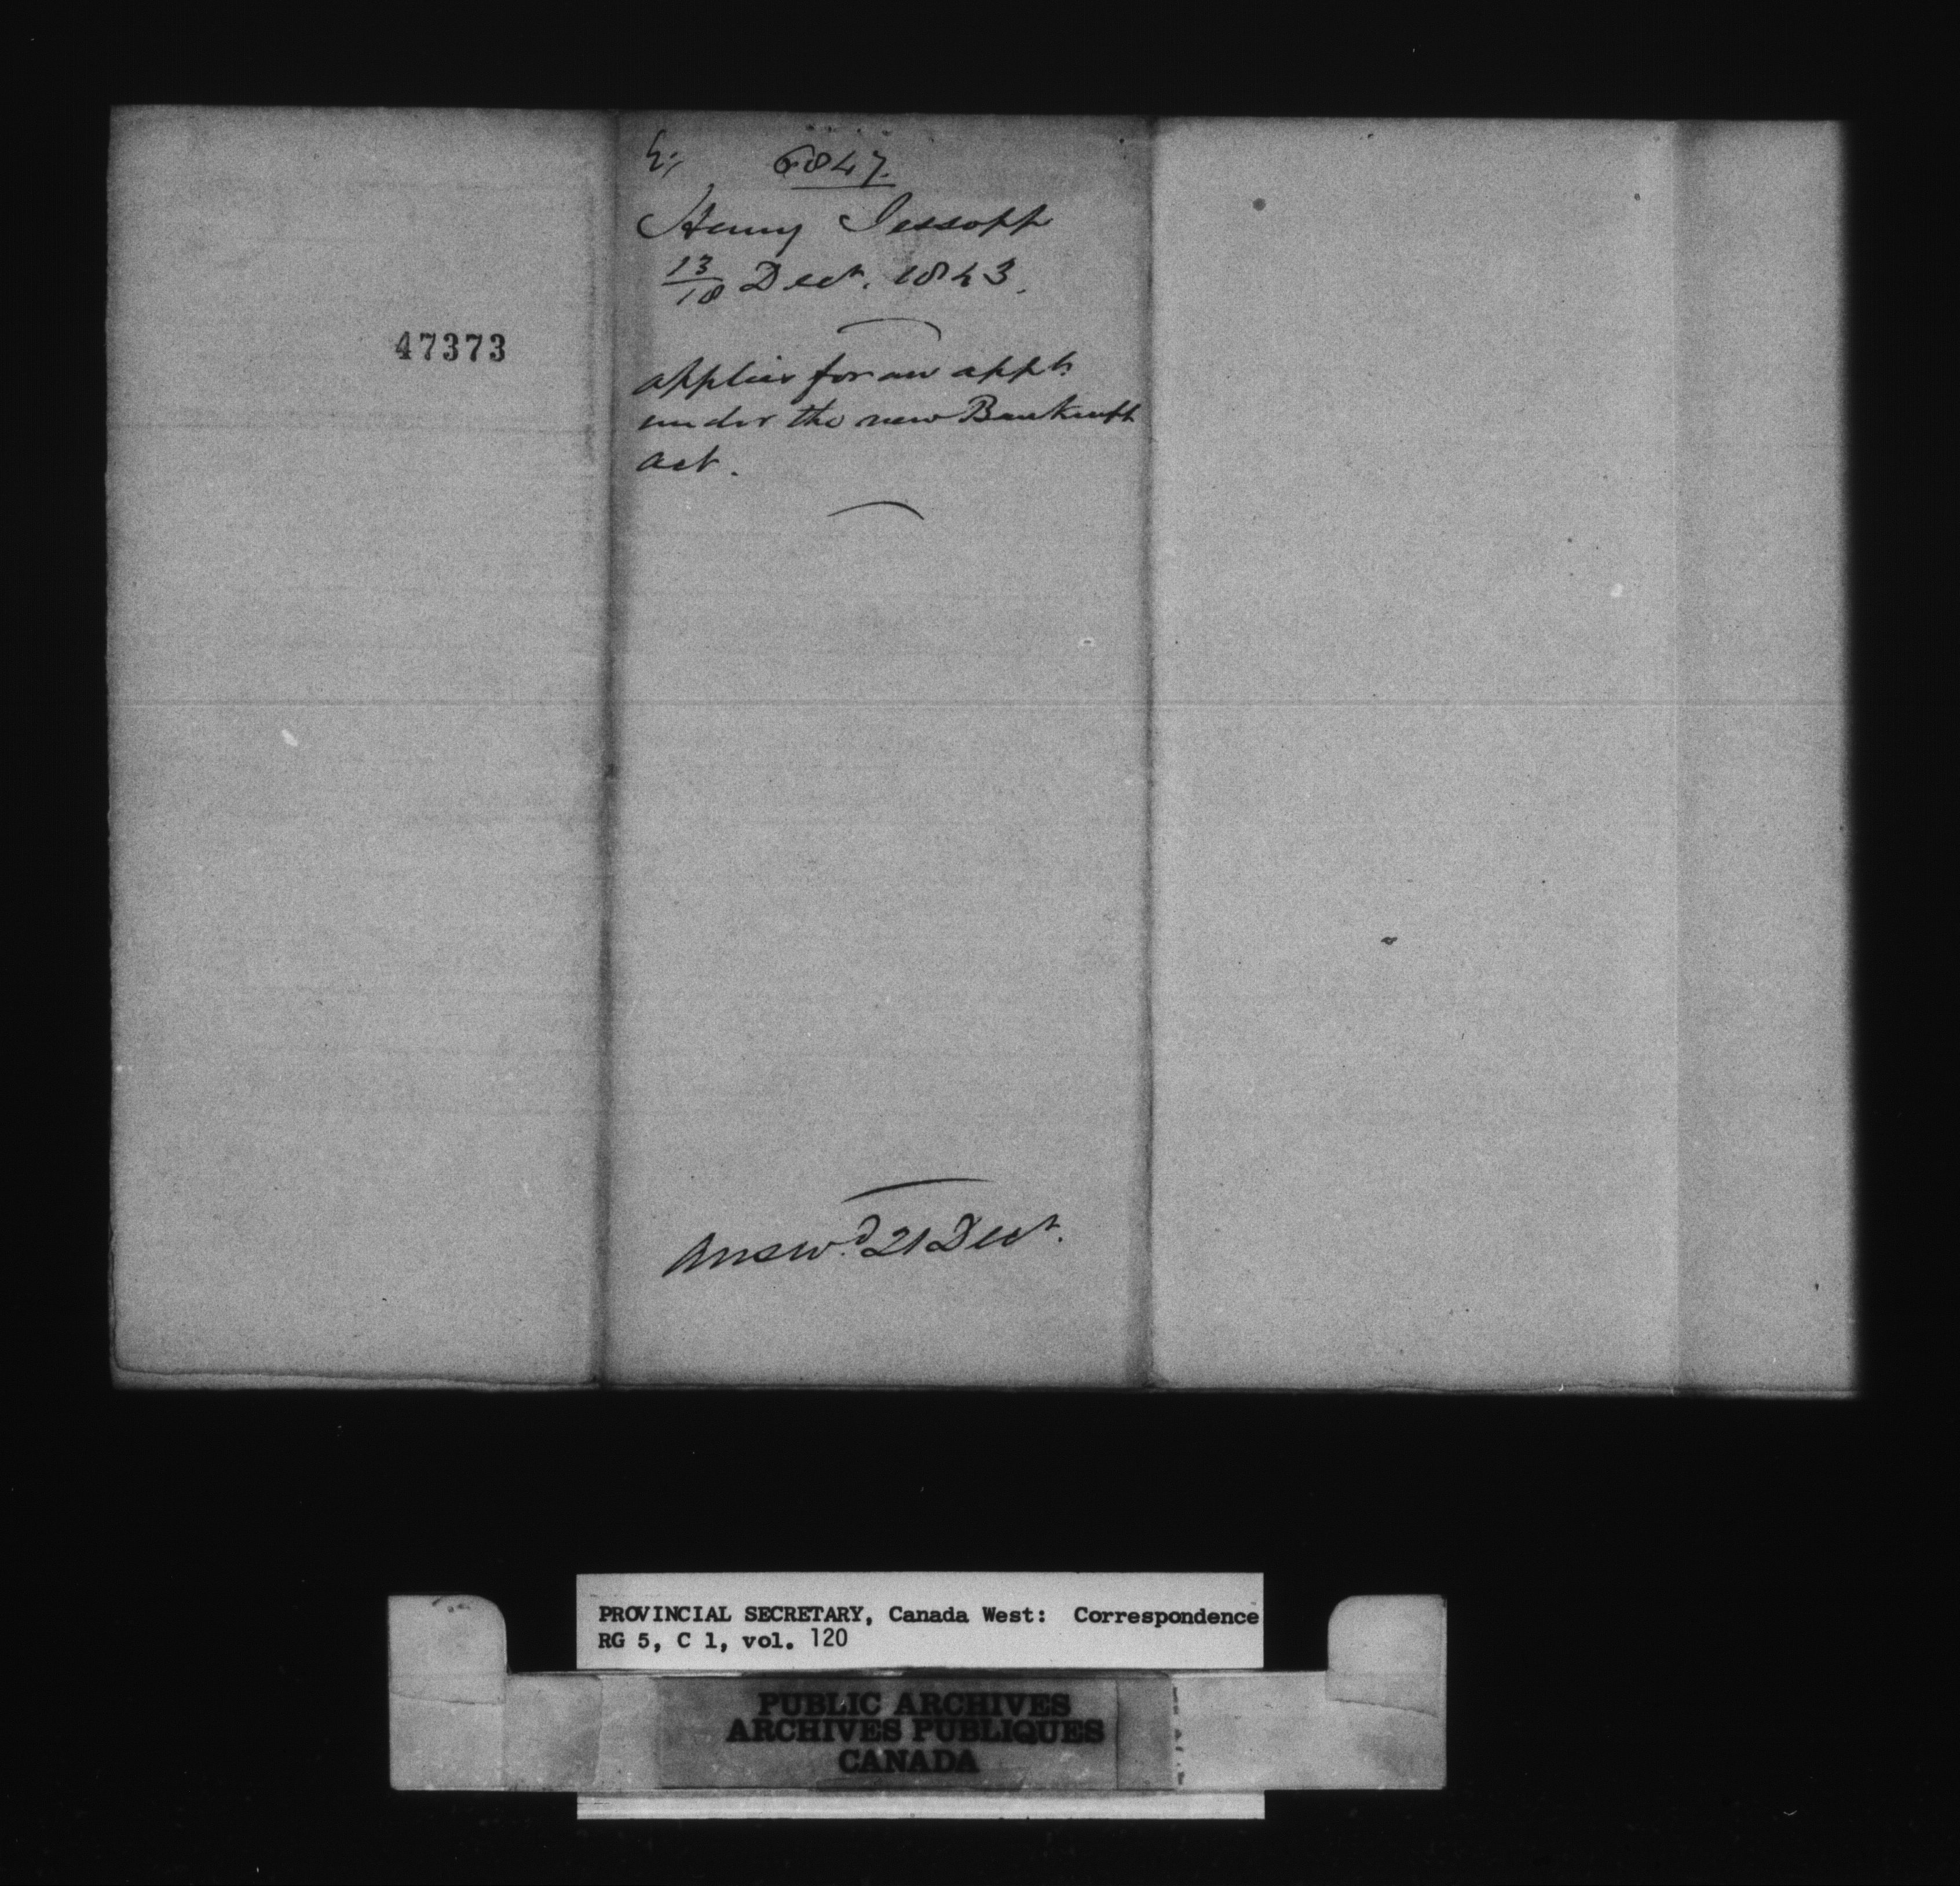 6847.
Henry Jessopp
13/18 Decr. 1843.
47373
applies for an appt.
under the new Bankrupt
act.
Answd. 21 Decr.
PROVINCIAL SECRETARY, Canada West: Correspondence
RG 5, C 1, vol. 120
PUBLIC ARCHIVES
ARCHIVES PUBLIQUES
CANADA